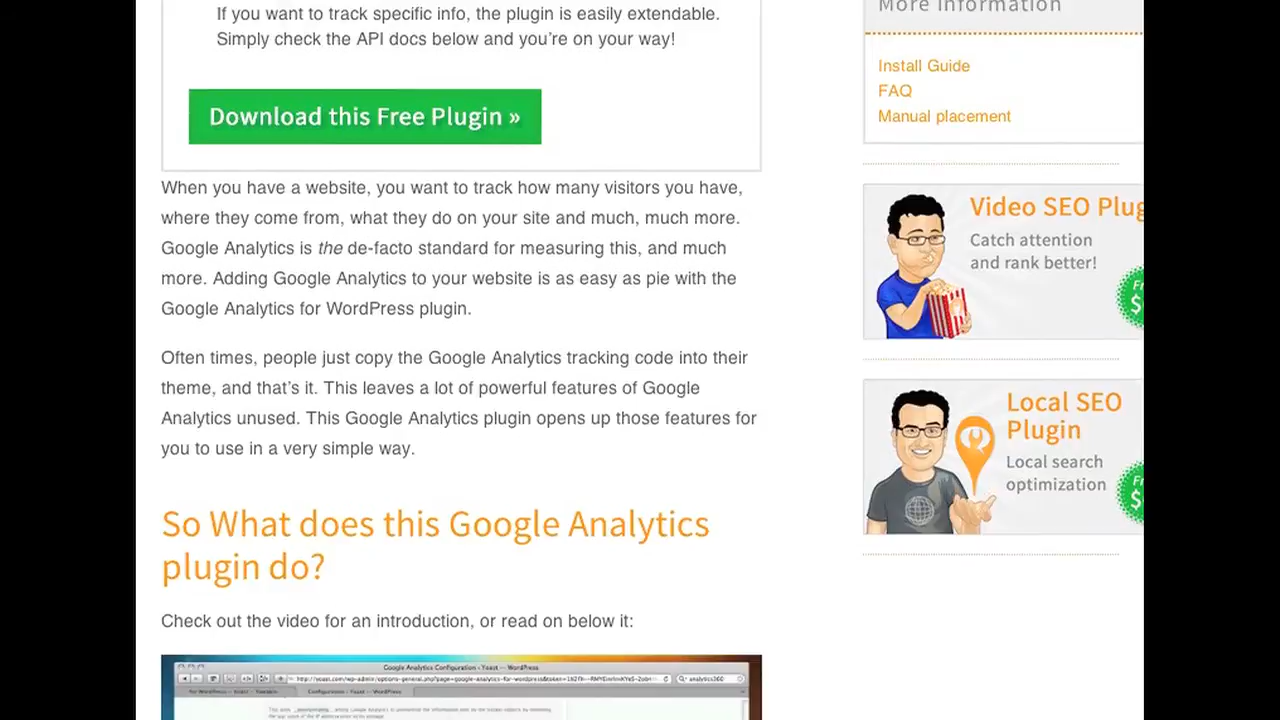 If you want to track specific info, the plugin is easily extendable.
Simply check the API docs below and you're on your way!
Download this Free Plugin »
When you have a website, you want to track how many visitors you have,
where they come from, what they do on your site and much, much more.
Google Analytics is the de-facto standard for measuring this, and much
more. Adding Google Analytics to your website is as easy as pie with the
Google Analytics for WordPress plugin.
Often times, people just copy the Google Analytics tracking code into their
theme, and that's it. This leaves a lot of powerful features of Google
Analytics unused. This Google Analytics plugin opens up those features for
you to use in a very simple way.
So What does this Google Analytics
plugin do?
Check out the video for an introduction, or read on below it:
Google Analytics Configuration ‹ Yoast — WordPress
analytics360
More Information
Install Guide
FAQ
Manual placement
Video SEO Plug
Catch attention
and rank better!
Fr
$
Local SEO
Plugin
Local search
optimization
Fr
$